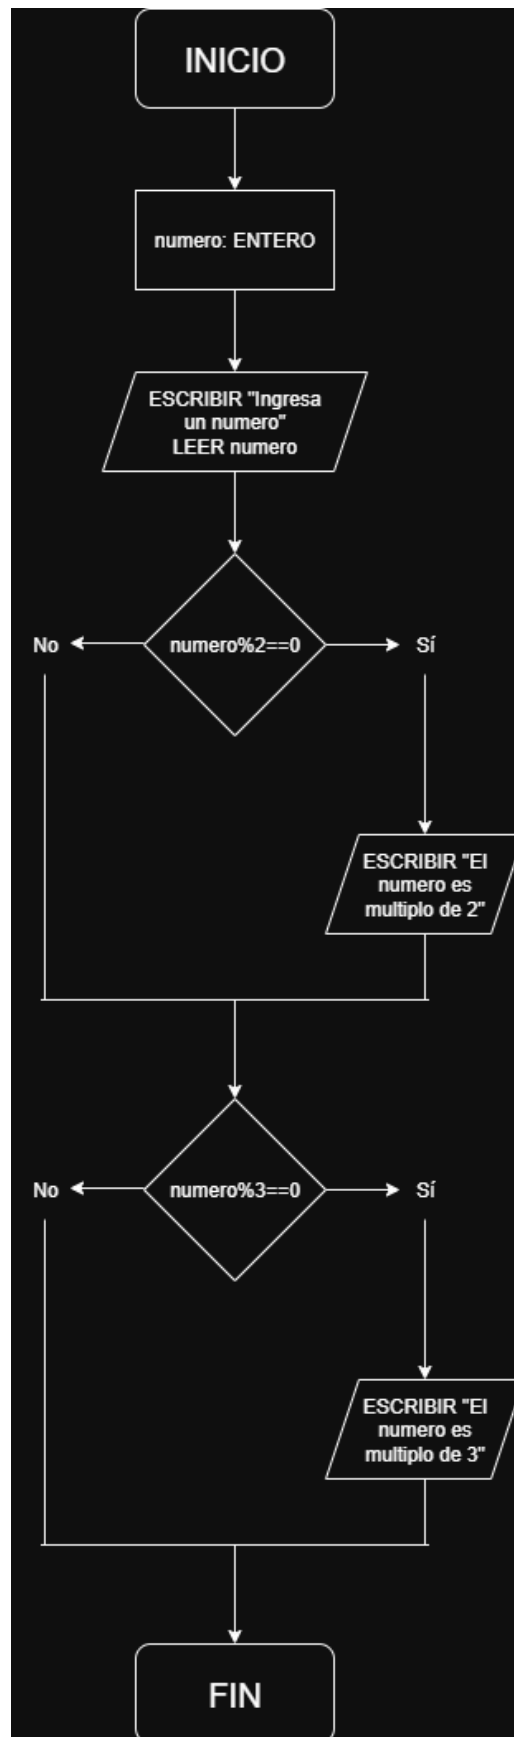 INICIO
numero: ENTERO
ESCRIBIR "Ingresa
un numero"
LEER numero
No
numero%2==0
Sí
ESCRIBIR "El
numero es
multiplo de 2"
No
numero%3==0
Sí
ESCRIBIR "El
numero es
multiplo de 3"
FIN